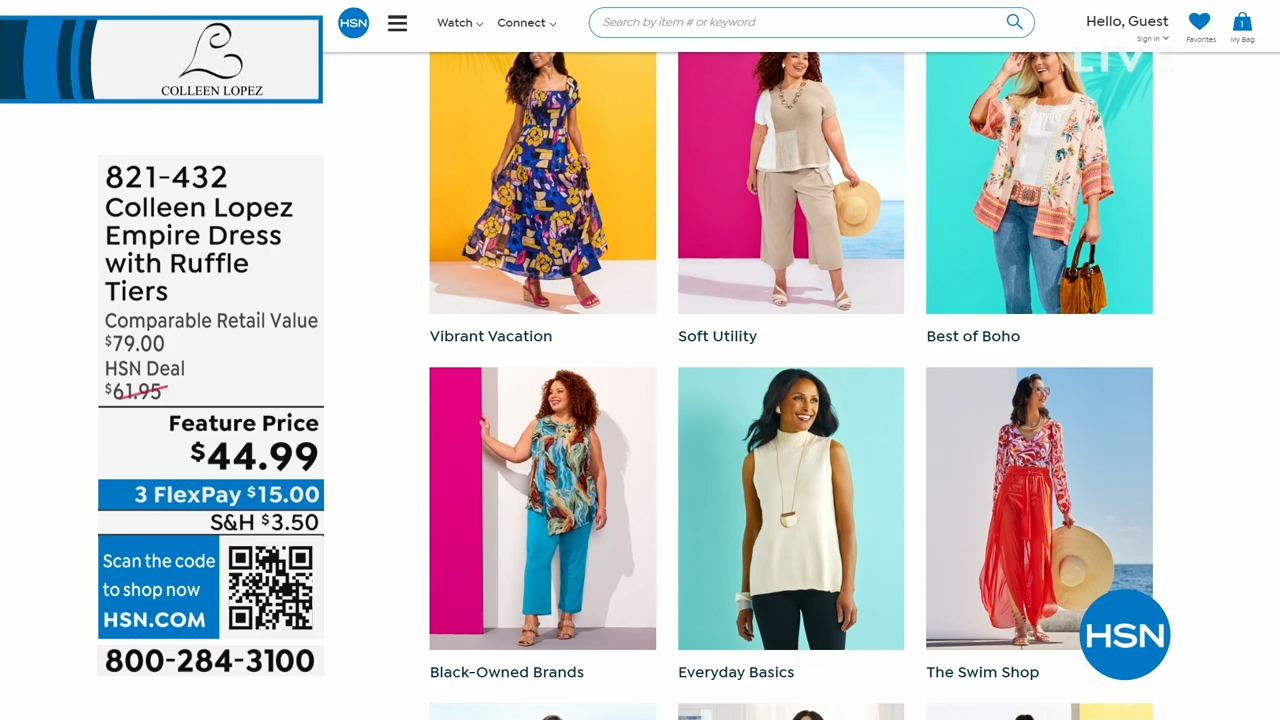 COLLEEN LOPEZ
821-432
Colleen Lopez
Empire Dress
with Ruffle
Tiers
Comparable Retail Value
$79.00
HSN Deal
$61.95
Feature Price
$44.99
3 FlexPay $15.00
S&H $3.50
Scan the code
to shop now
HSN.COM
800-284-3100
HSN
Watch
Connect
Search by item # or keyword
Hello, Guest
Sign In
Favorites
1
My Bag
LIVE
Vibrant Vacation
Soft Utility
Best of Boho
Black-Owned Brands
Everyday Basics
The Swim Shop
HSN